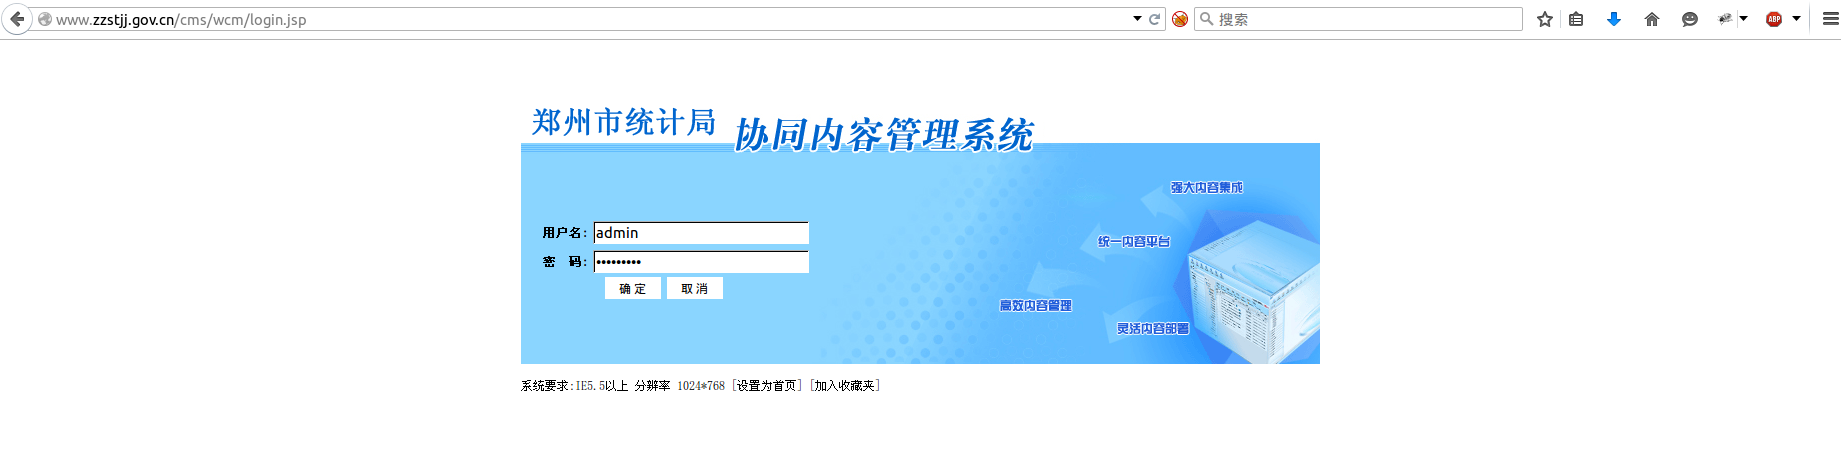 www.zzstjj.gov.cn/cms/wcm/login.jsp
搜索
ABP
郑州市统计局 协同内容管理系统
强大内容集成
统一内容平台
高效内容管理
灵活内容部署
用户名: admin
密 码: •••••••••
确 定 取 消
系统要求:IE5.5以上 分辨率 1024*768 [设置为首页] [加入收藏夹]